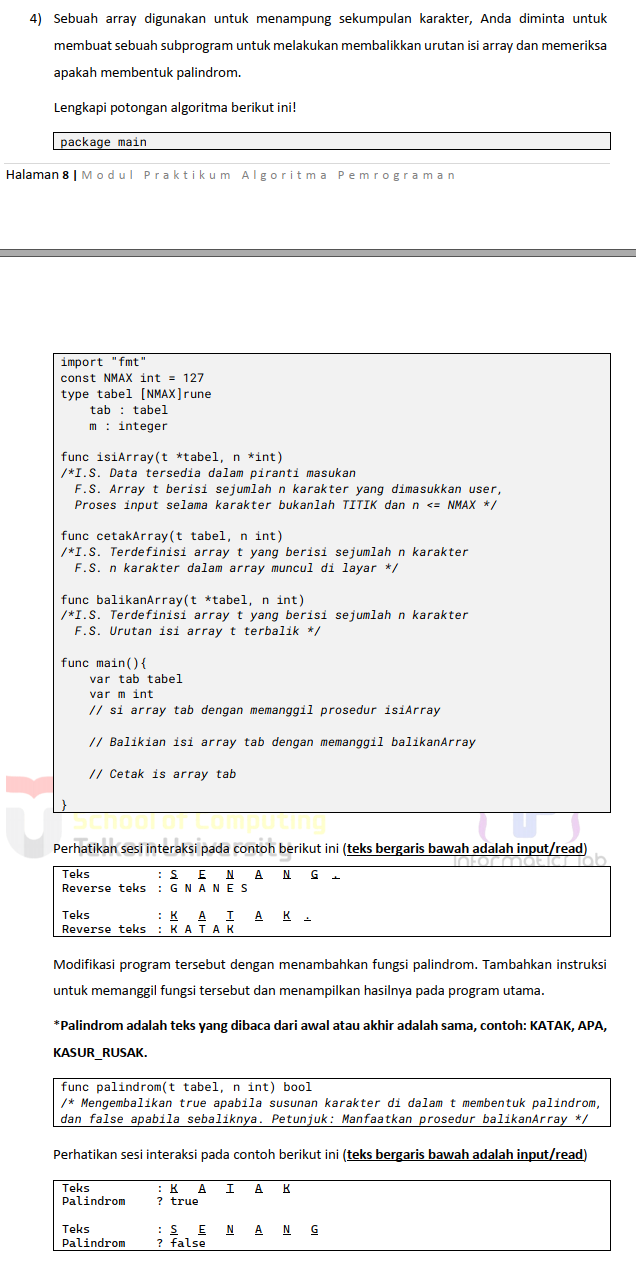 4) Sebuah array digunakan untuk menampung sekumpulan karakter, Anda diminta untuk
membuat sebuah subprogram untuk melakukan membalikkan urutan isi array dan memeriksa
apakah membentuk palindrom.
Lengkapi potongan algoritma berikut ini!
package main
Halaman 8 | Modul Praktikum Algoritma Pemrograman
import "fmt"
const NMAX int = 127
type tabel [NMAX]rune
tab : tabel
m : integer
func isiArray(t *tabel, n *int)
/*I.S. Data tersedia dalam piranti masukan
F.S. Array t berisi sejumlah n karakter yang dimasukkan user,
Proses input selama karakter bukanlah TITIK dan n <= NMAX */
func cetakArray(t tabel, n int)
/*I.S. Terdefinisi array t yang berisi sejumlah n karakter
F.S. n karakter dalam array muncul di layar */
func balikanArray(t *tabel, n int)
/*I.S. Terdefinisi array t yang berisi sejumlah n karakter
F.S. Urutan isi array t terbalik */
func main(){
var tab tabel
var m int
// si array tab dengan memanggil prosedur isiArray
// Balikian isi array tab dengan memanggil balikanArray
// Cetak is array tab
}
School of Computing
Telkom University
informatics lab
Perhatikan sesi interaksi pada contoh berikut ini (teks bergaris bawah adalah input/read)
Teks : S E N A N G .
Reverse teks : G N A N E S
Teks : K A T A K .
Reverse teks : K A T A K
Modifikasi program tersebut dengan menambahkan fungsi palindrom. Tambahkan instruksi
untuk memanggil fungsi tersebut dan menampilkan hasilnya pada program utama.
*Palindrom adalah teks yang dibaca dari awal atau akhir adalah sama, contoh: KATAK, APA,
KASUR_RUSAK.
func palindrom(t tabel, n int) bool
/* Mengembalikan true apabila susunan karakter di dalam t membentuk palindrom,
dan false apabila sebaliknya. Petunjuk: Manfaatkan prosedur balikanArray */
Perhatikan sesi interaksi pada contoh berikut ini (teks bergaris bawah adalah input/read)
Teks : K A T A K
Palindrom ? true
Teks : S E N A N G
Palindrom ? false